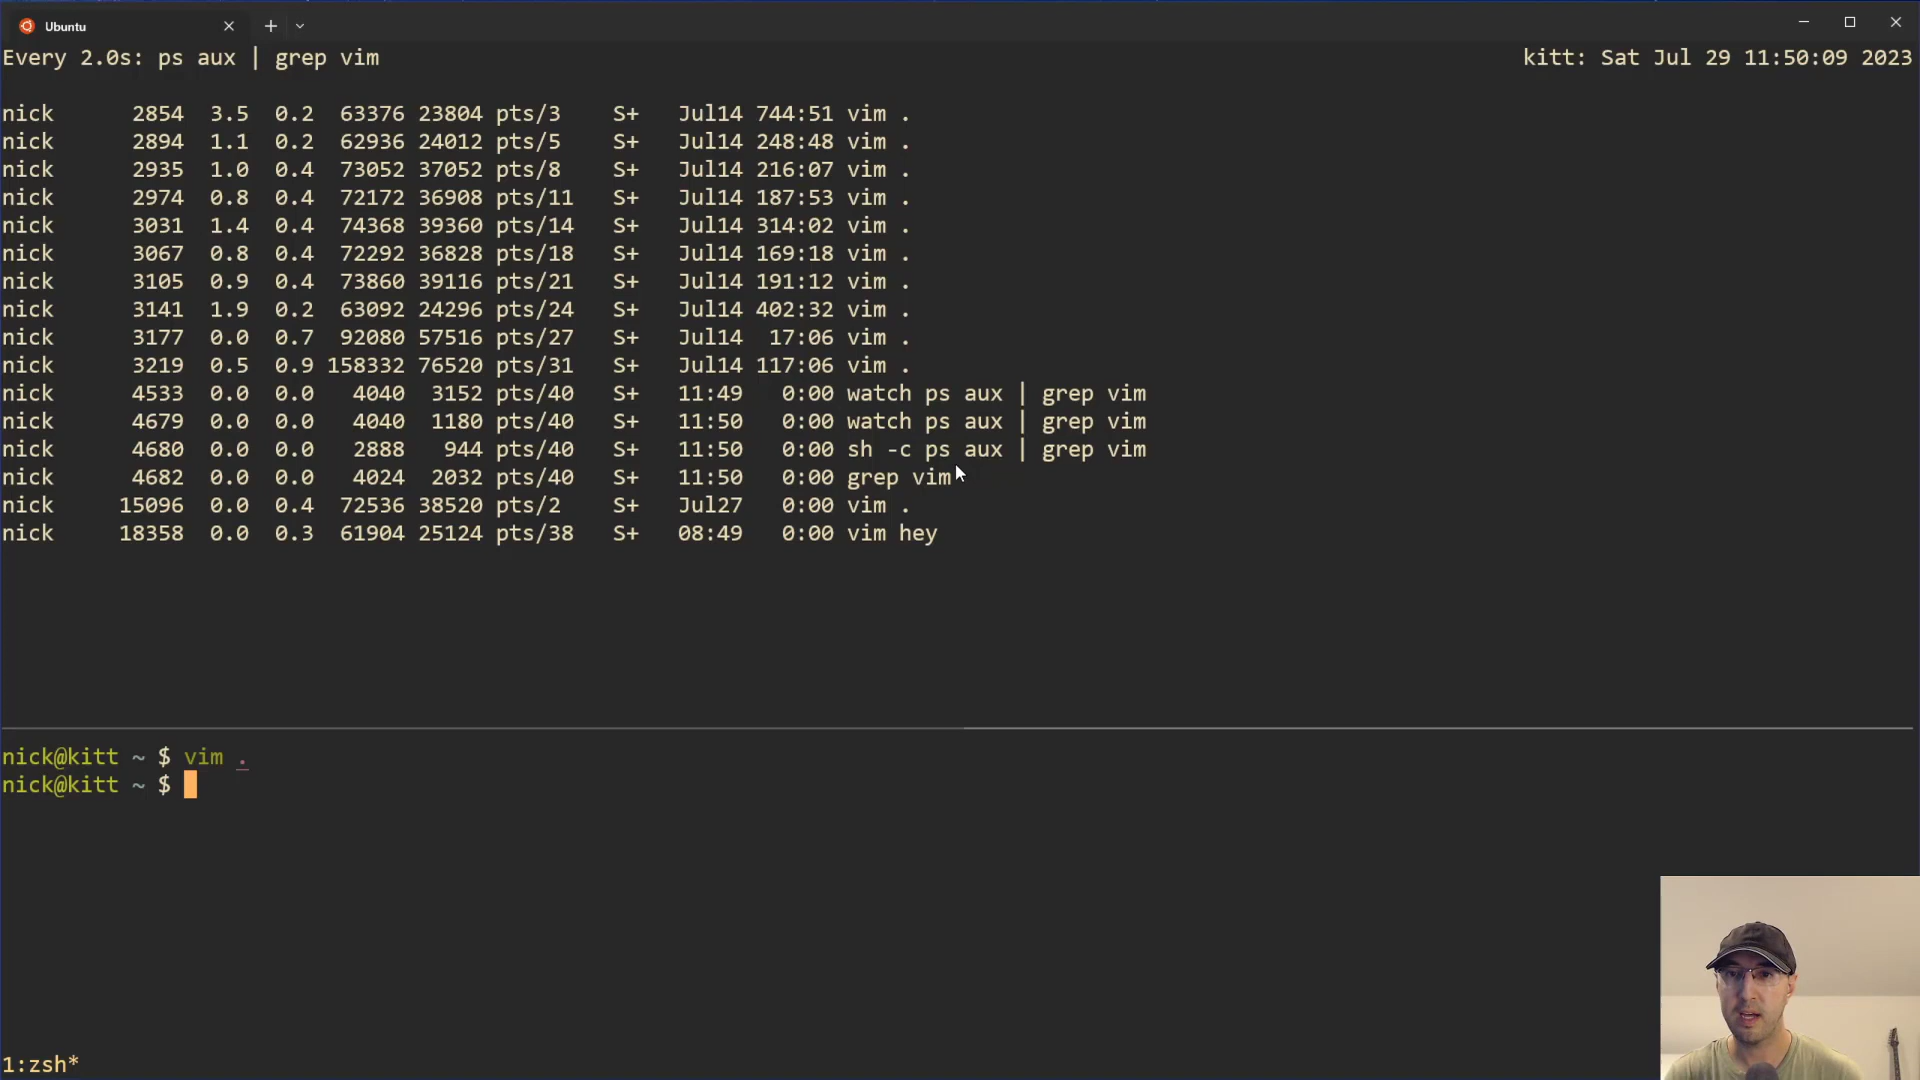 Ubuntu
Every 2.0s: ps aux | grep vim kitt: Sat Jul 29 11:50:09 2023
nick 2854 3.5 0.2 63376 23804 pts/3 S+ Jul14 744:51 vim .
nick 2894 1.1 0.2 62936 24012 pts/5 S+ Jul14 248:48 vim .
nick 2935 1.0 0.4 73052 37052 pts/8 S+ Jul14 216:07 vim .
nick 2974 0.8 0.4 72172 36908 pts/11 S+ Jul14 187:53 vim .
nick 3031 1.4 0.4 74368 39360 pts/14 S+ Jul14 314:02 vim .
nick 3067 0.8 0.4 72292 36828 pts/18 S+ Jul14 169:18 vim .
nick 3105 0.9 0.4 73860 39116 pts/21 S+ Jul14 191:12 vim .
nick 3141 1.9 0.2 63092 24296 pts/24 S+ Jul14 402:32 vim .
nick 3177 0.0 0.7 92080 57516 pts/27 S+ Jul14 17:06 vim .
nick 3219 0.5 0.9 158332 76520 pts/31 S+ Jul14 117:06 vim .
nick 4533 0.0 0.0 4040 3152 pts/40 S+ 11:49 0:00 watch ps aux | grep vim
nick 4679 0.0 0.0 4040 1180 pts/40 S+ 11:50 0:00 watch ps aux | grep vim
nick 4680 0.0 0.0 2888 944 pts/40 S+ 11:50 0:00 sh -c ps aux | grep vim
nick 4682 0.0 0.0 4024 2032 pts/40 S+ 11:50 0:00 grep vim
nick 15096 0.0 0.4 72536 38520 pts/2 S+ Jul27 0:00 vim .
nick 18358 0.0 0.3 61904 25124 pts/38 S+ 08:49 0:00 vim hey
nick@kitt ~ $ vim .
nick@kitt ~ $
1:zsh*